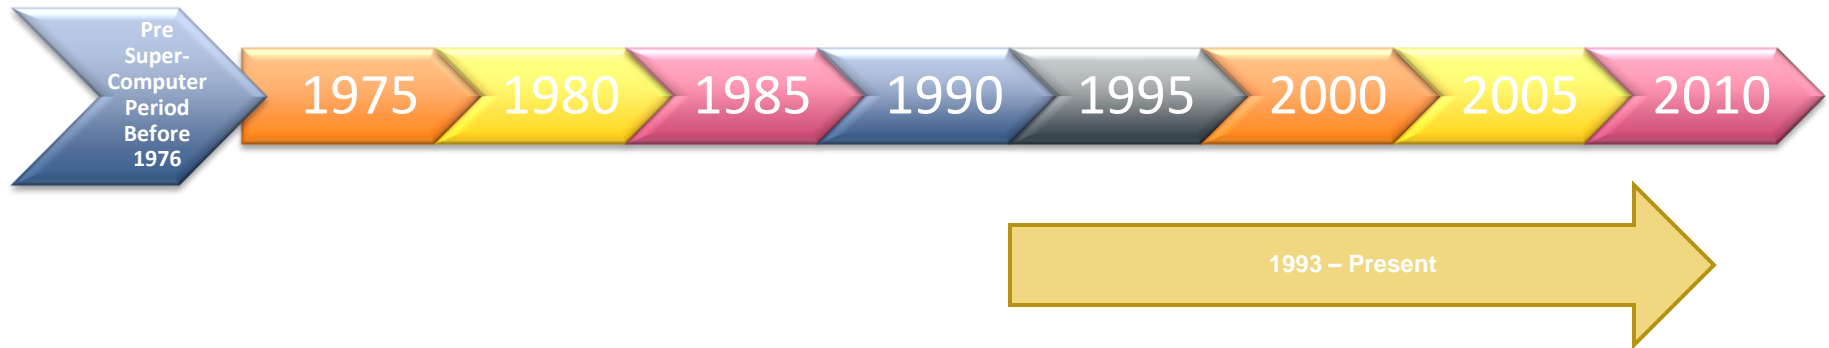 Pre
Super-
Computer
Period
Before
1976
1975
1980
1985
1990
1995
2000
2005
2010
1993 – Present